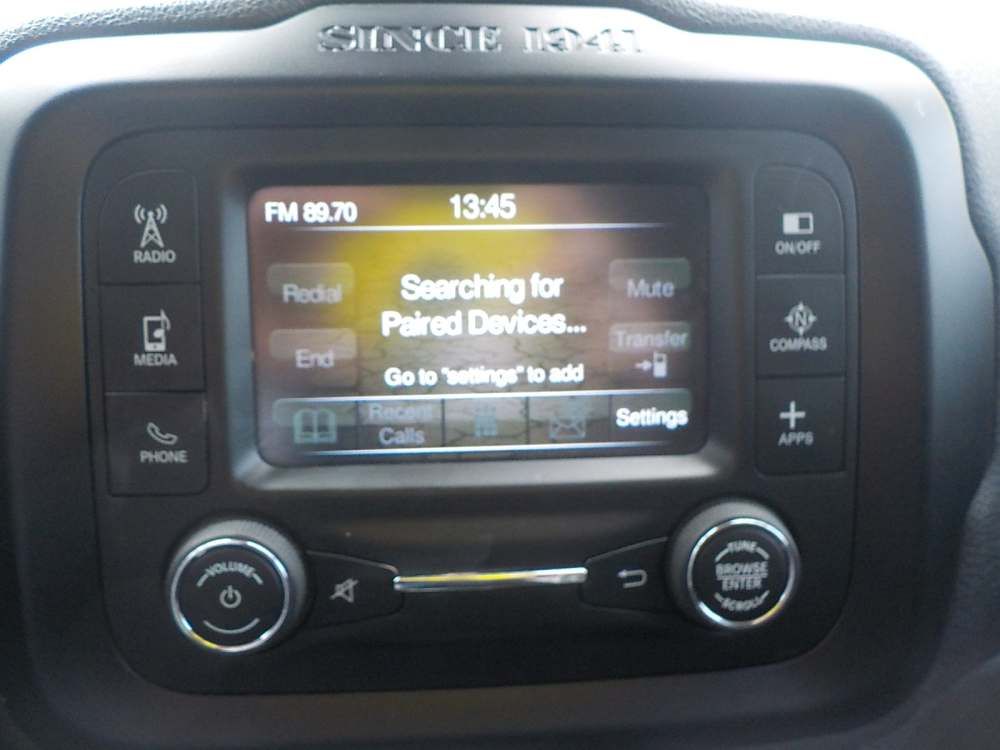 SINCE 1941
RADIO
MEDIA
PHONE
FM 89.70
13:45
Redial
End
Searching for
Paired Devices...
Go to "settings" to add
Mute
Transfer
Recent
Calls
Settings
ON/OFF
N
COMPASS
APPS
VOLUME
TUNE
BROWSE
ENTER
SCROLL